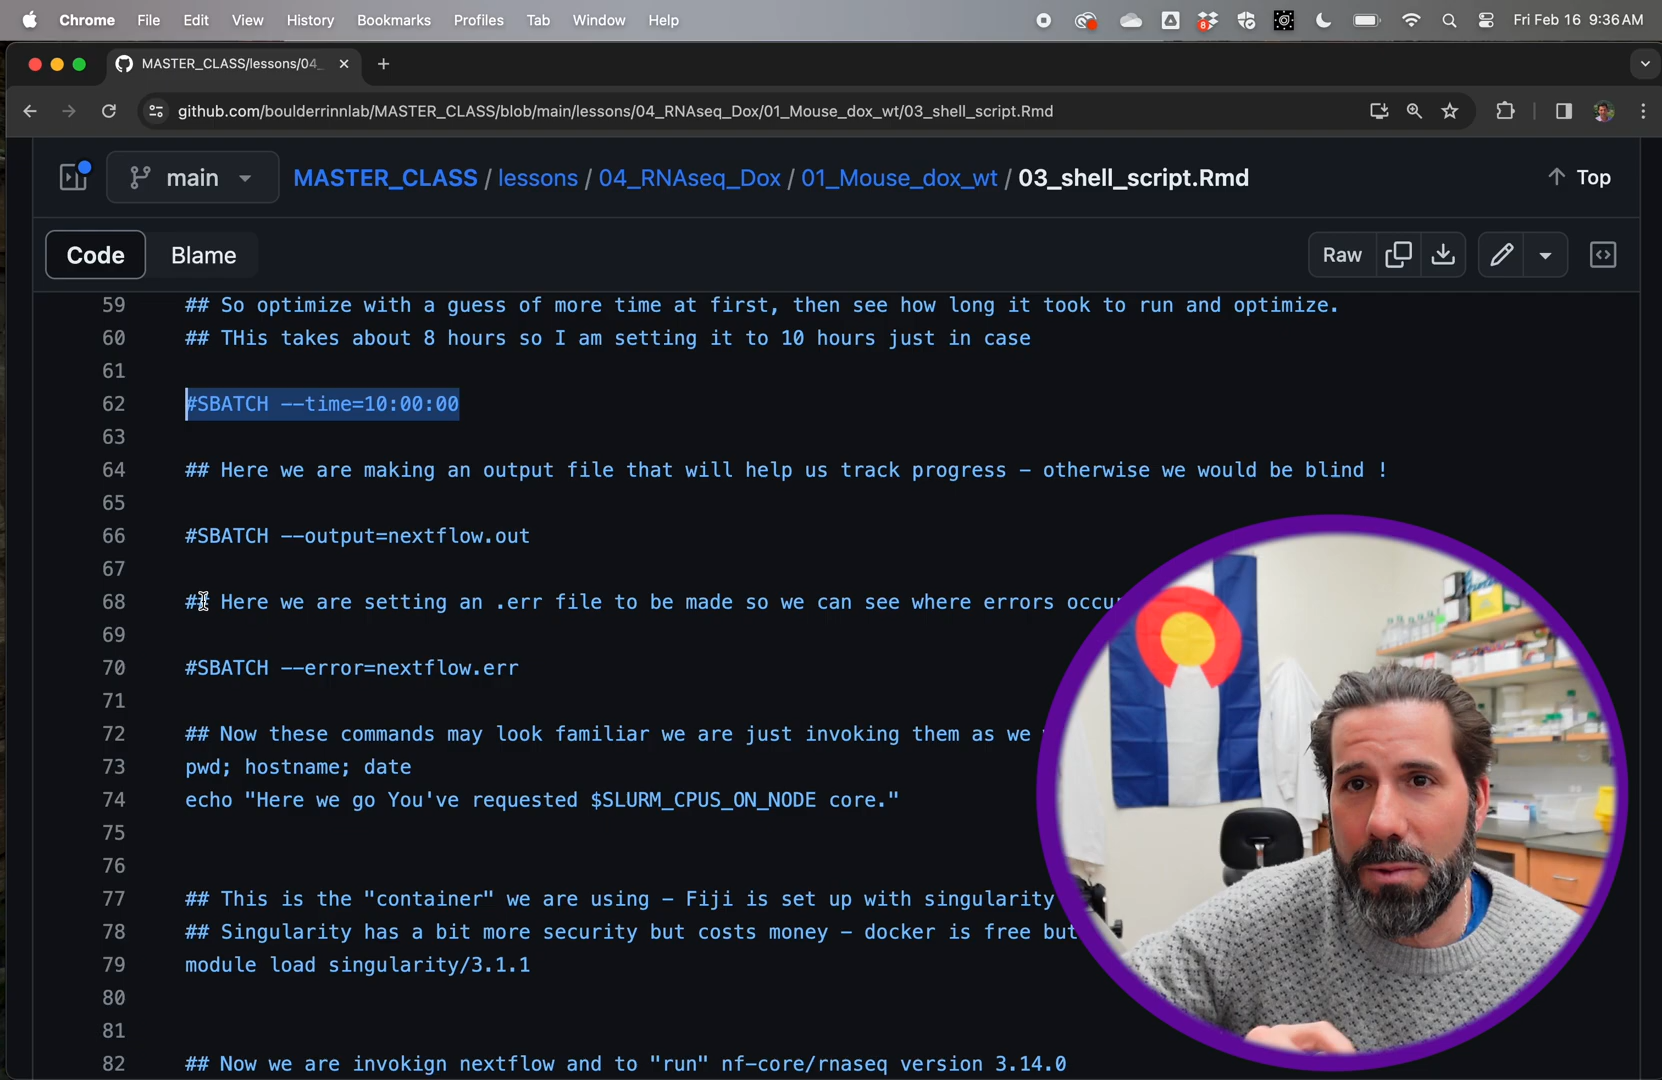 Chrome File Edit View History Bookmarks Profiles Tab Window Help Fri Feb 16 9:36 AM
MASTER_CLASS/lessons/04_
github.com/boulderrinnlab/MASTER_CLASS/blob/main/lessons/04_RNAseq_Dox/01_Mouse_dox_wt/03_shell_script.Rmd
main MASTER_CLASS / lessons / 04_RNAseq_Dox / 01_Mouse_dox_wt / 03_shell_script.Rmd Top
Code Blame Raw
59 ## So optimize with a guess of more time at first, then see how long it took to run and optimize.
60 ## THis takes about 8 hours so I am setting it to 10 hours just in case
61
62 #SBATCH --time=10:00:00
63
64 ## Here we are making an output file that will help us track progress - otherwise we would be blind !
65
66 #SBATCH --output=nextflow.out
67
68 ## Here we are setting an .err file to be made so we can see where errors occu
69
70 #SBATCH --error=nextflow.err
71
72 ## Now these commands may look familiar we are just invoking them as we
73 pwd; hostname; date
74 echo "Here we go You've requested $SLURM_CPUS_ON_NODE core."
75
76
77 ## This is the "container" we are using - Fiji is set up with singularity
78 ## Singularity has a bit more security but costs money - docker is free but
79 module load singularity/3.1.1
80
81
82 ## Now we are invokign nextflow and to "run" nf-core/rnaseq version 3.14.0